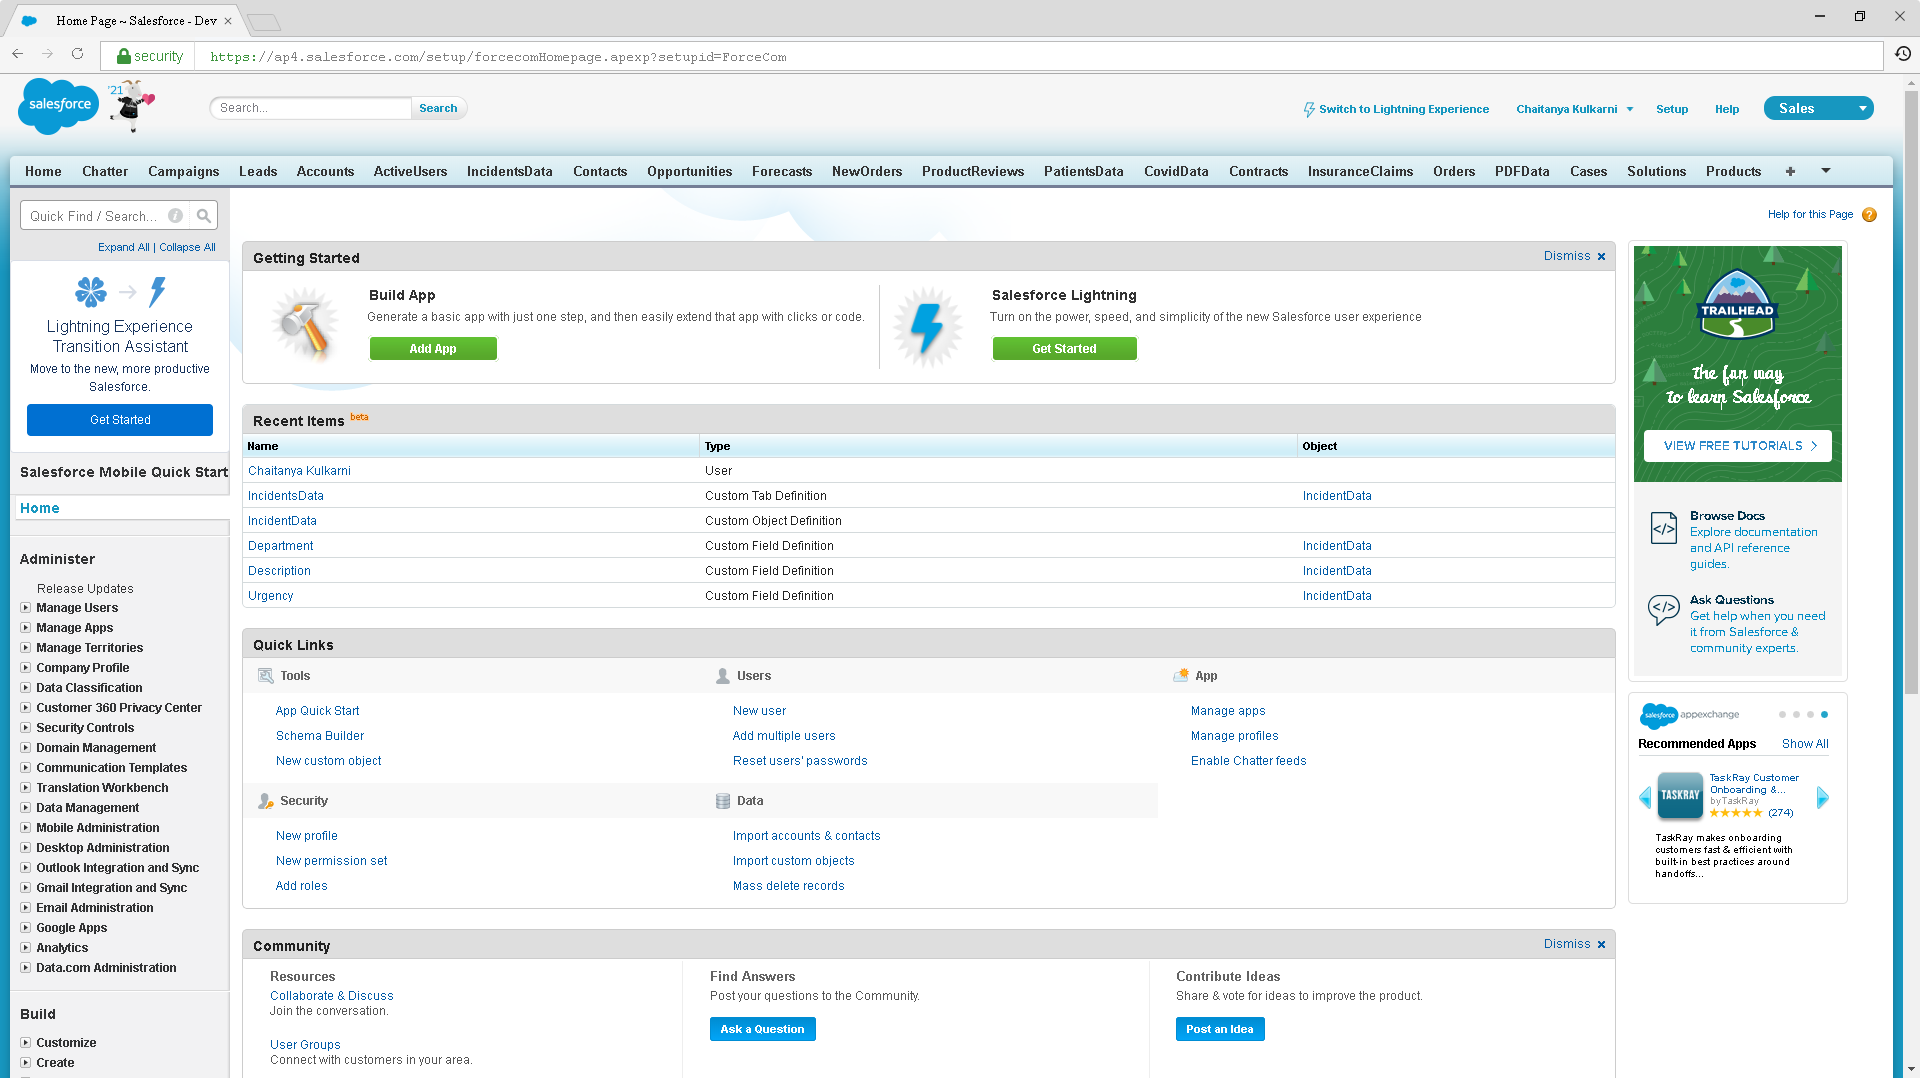 Home Page ~ Salesforce - Dev
security
https://ap4.salesforce.com/setup/forcecomHomepage.apexp?setupid=ForceCom
salesforce
'21
Search...
Search
Switch to Lightning Experience
Chaitanya Kulkarni
Setup
Help
Sales
Home Chatter Campaigns Leads Accounts ActiveUsers IncidentsData Contacts Opportunities Forecasts NewOrders ProductReviews PatientsData CovidData Contracts InsuranceClaims Orders PDFData Cases Solutions Products +
Quick Find / Search...
Expand All | Collapse All
Lightning Experience
Transition Assistant
Move to the new, more productive
Salesforce.
Get Started
Salesforce Mobile Quick Start
Home
Administer
Release Updates
Manage Users
Manage Apps
Manage Territories
Company Profile
Data Classification
Customer 360 Privacy Center
Security Controls
Domain Management
Communication Templates
Translation Workbench
Data Management
Mobile Administration
Desktop Administration
Outlook Integration and Sync
Gmail Integration and Sync
Email Administration
Google Apps
Analytics
Data.com Administration
Build
Customize
Create
Help for this Page ?
Getting Started
Dismiss
Build App
Generate a basic app with just one step, and then easily extend that app with clicks or code.
Add App
Salesforce Lightning
Turn on the power, speed, and simplicity of the new Salesforce user experience
Get Started
Recent Items beta
Name Type Object
Chaitanya Kulkarni User
IncidentsData Custom Tab Definition IncidentData
IncidentData Custom Object Definition
Department Custom Field Definition IncidentData
Description Custom Field Definition IncidentData
Urgency Custom Field Definition IncidentData
Quick Links
Tools
App Quick Start
Schema Builder
New custom object
Users
New user
Add multiple users
Reset users' passwords
App
Manage apps
Manage profiles
Enable Chatter feeds
Security
New profile
New permission set
Add roles
Data
Import accounts & contacts
Import custom objects
Mass delete records
Community
Dismiss
Resources
Collaborate & Discuss
Join the conversation.
User Groups
Connect with customers in your area.
Find Answers
Post your questions to the Community.
Ask a Question
Contribute Ideas
Share & vote for ideas to improve the product.
Post an Idea
TRAILHEAD
the fun way
to learn Salesforce
VIEW FREE TUTORIALS
Browse Docs
Explore documentation
and API reference
guides.
Ask Questions
Get help when you need
it from Salesforce &
community experts.
salesforce appexchange
Recommended Apps
Show All
TASKRAY
TaskRay Customer
Onboarding &...
by TaskRay
(274)
TaskRay makes onboarding
customers fast & efficient with
built-in best practices around
handoffs...